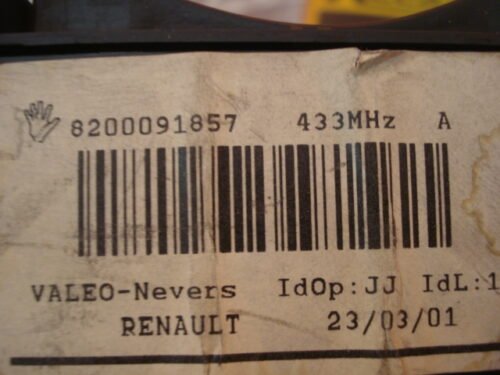 8200091857 433MHz A
VALEO-Nevers IdOp:JJ IdL:1
RENAULT 23/03/01